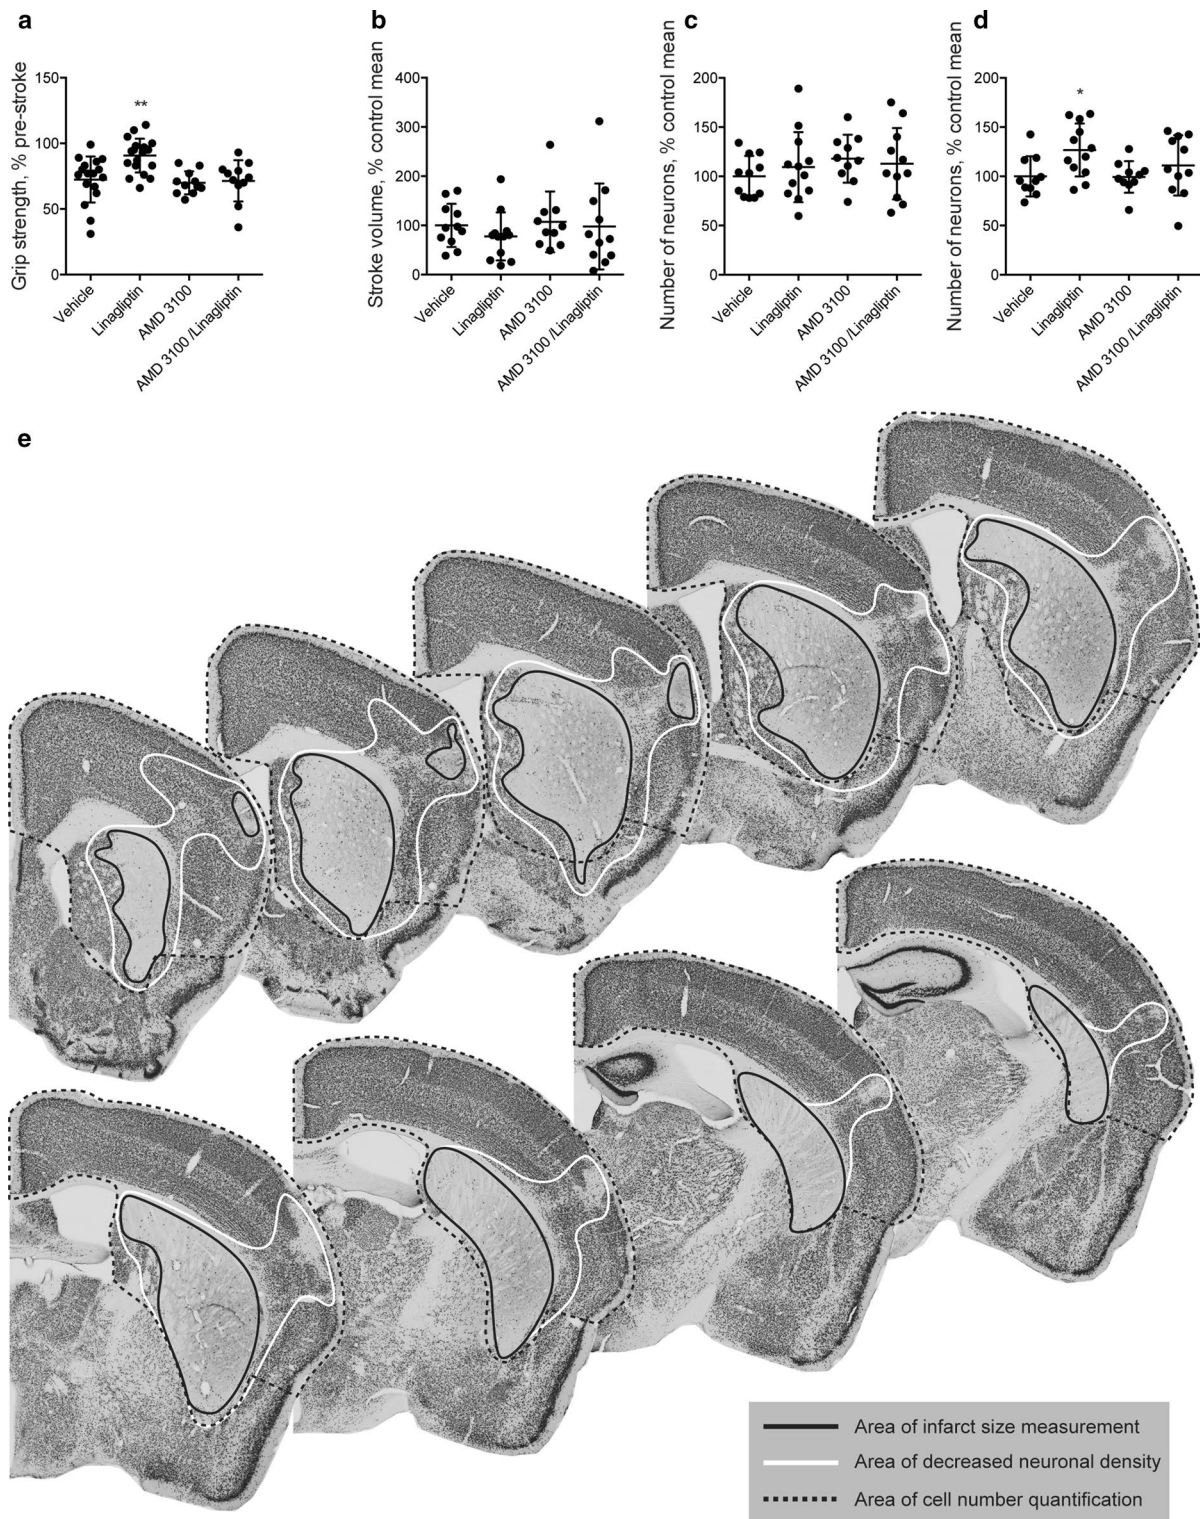 a
b
c
d
Grip strength, % pre-stroke
150
100
50
0
**
Vehicle
Linagliptin
AMD 3100
AMD 3100 /Linagliptin
Stroke volume, % control mean
400
300
200
100
0
Vehicle
Linagliptin
AMD 3100
AMD 3100 /Linagliptin
Number of neurons, % control mean
200
150
100
50
0
Vehicle
Linagliptin
AMD 3100
AMD 3100 /Linagliptin
Number of neurons, % control mean
200
150
100
50
0
*
Vehicle
Linagliptin
AMD 3100
AMD 3100 /Linagliptin
e
Area of infarct size measurement
Area of decreased neuronal density
Area of cell number quantification